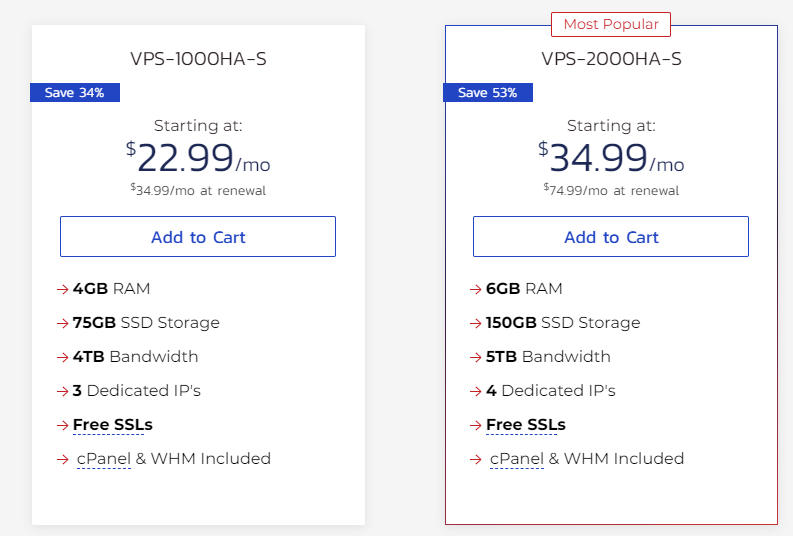 VPS-1000HA-S
Save 34%
Starting at:
$22.99/mo
$34.99/mo at renewal
Add to Cart
4GB RAM
75GB SSD Storage
4TB Bandwidth
3 Dedicated IP's
Free SSLs
cPanel & WHM Included
Most Popular
VPS-2000HA-S
Save 53%
Starting at:
$34.99/mo
$74.99/mo at renewal
Add to Cart
6GB RAM
150GB SSD Storage
5TB Bandwidth
4 Dedicated IP's
Free SSLs
cPanel & WHM Included